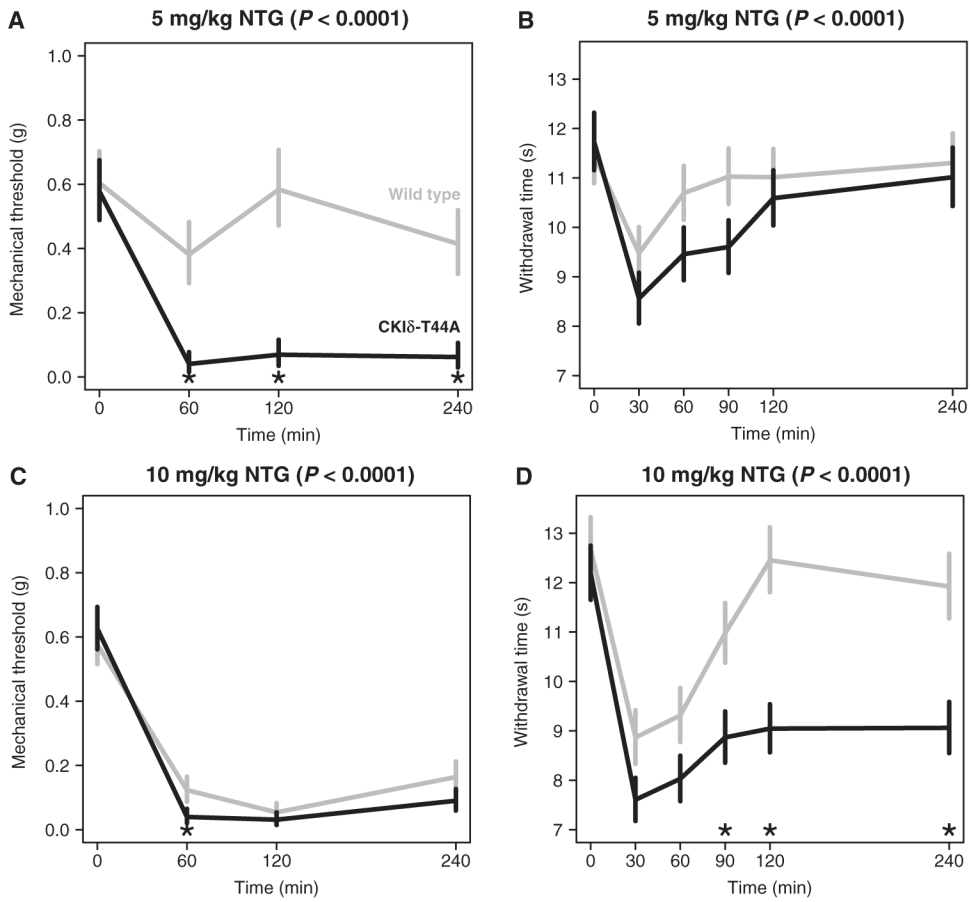 A 5 mg/kg NTG (P < 0.0001)
Mechanical threshold (g)
1.0
0.8
0.6
0.4
0.2
0.0
Wild type
CKIδ-T44A
* * *
0 60 120 240
Time (min)
B 5 mg/kg NTG (P < 0.0001)
Withdrawal time (s)
13
12
11
10
9
8
7
0 30 60 90 120 240
Time (min)
C 10 mg/kg NTG (P < 0.0001)
Mechanical threshold (g)
1.0
0.8
0.6
0.4
0.2
0.0
*
0 60 120 240
Time (min)
D 10 mg/kg NTG (P < 0.0001)
Withdrawal time (s)
13
12
11
10
9
8
7
* * *
0 30 60 90 120 240
Time (min)